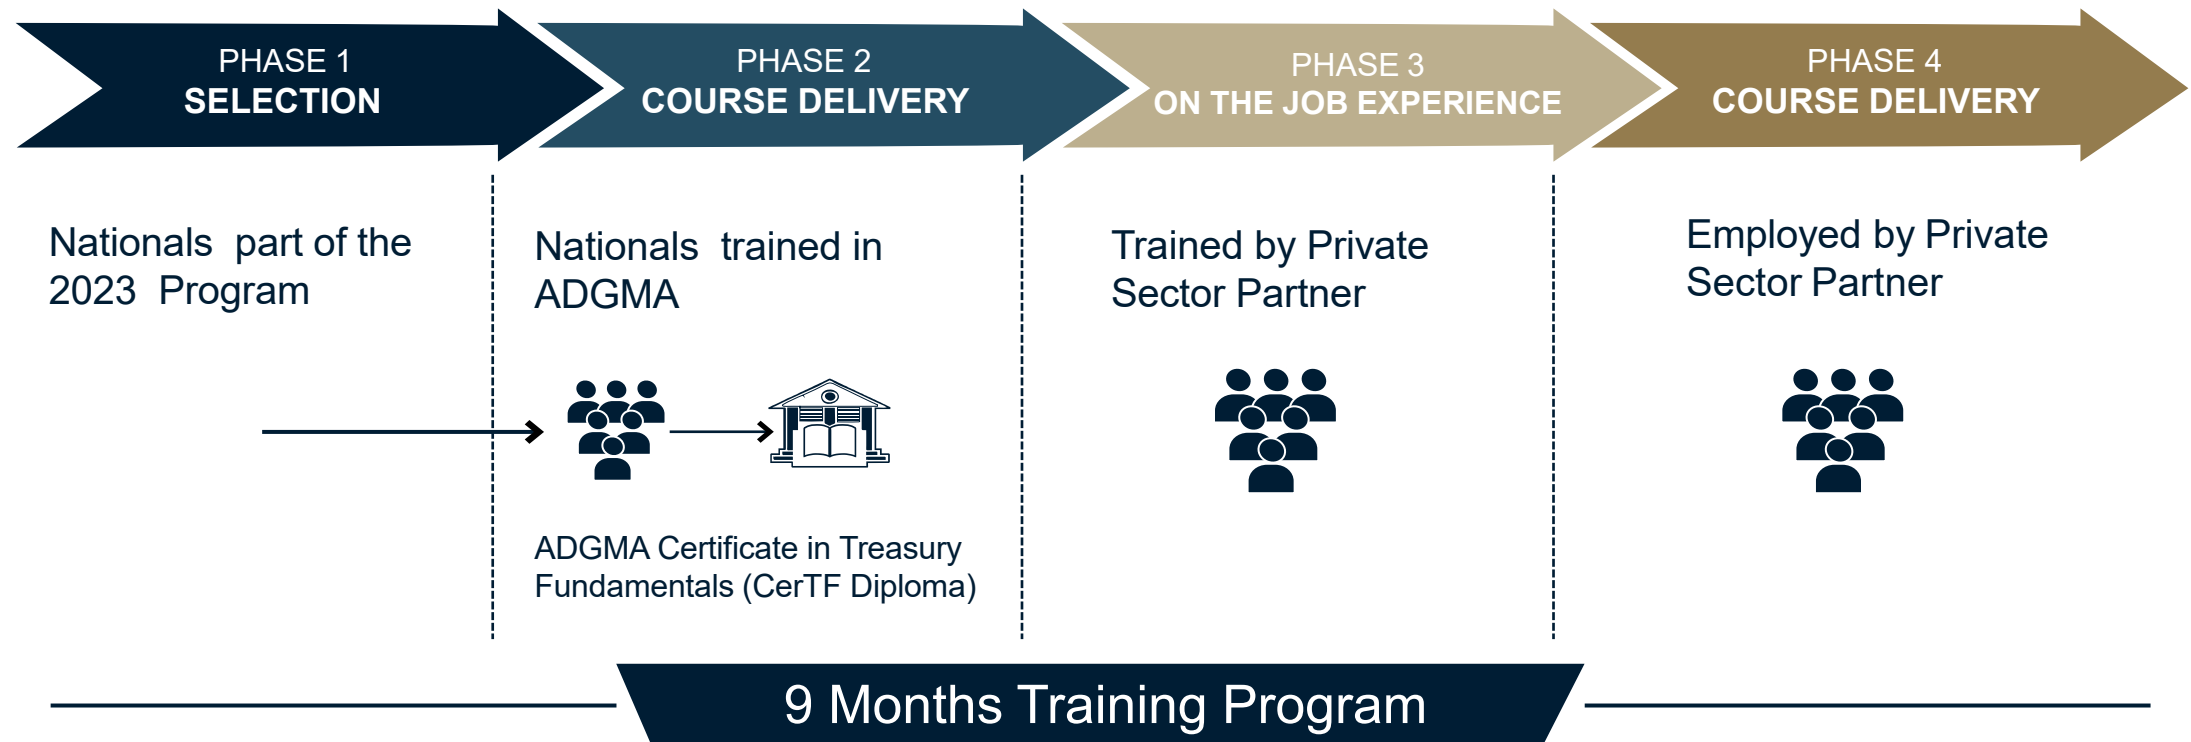 PHASE 1
SELECTION
PHASE 2
COURSE DELIVERY
PHASE 3
ON THE JOB EXPERIENCE
PHASE 4
COURSE DELIVERY
Nationals  part of the
2023  Program
Nationals  trained in
ADGMA
ADGMA Certificate in Treasury
Fundamentals (CerTF Diploma)
Trained by Private
Sector Partner
Employed by Private
Sector Partner
9 Months Training Program